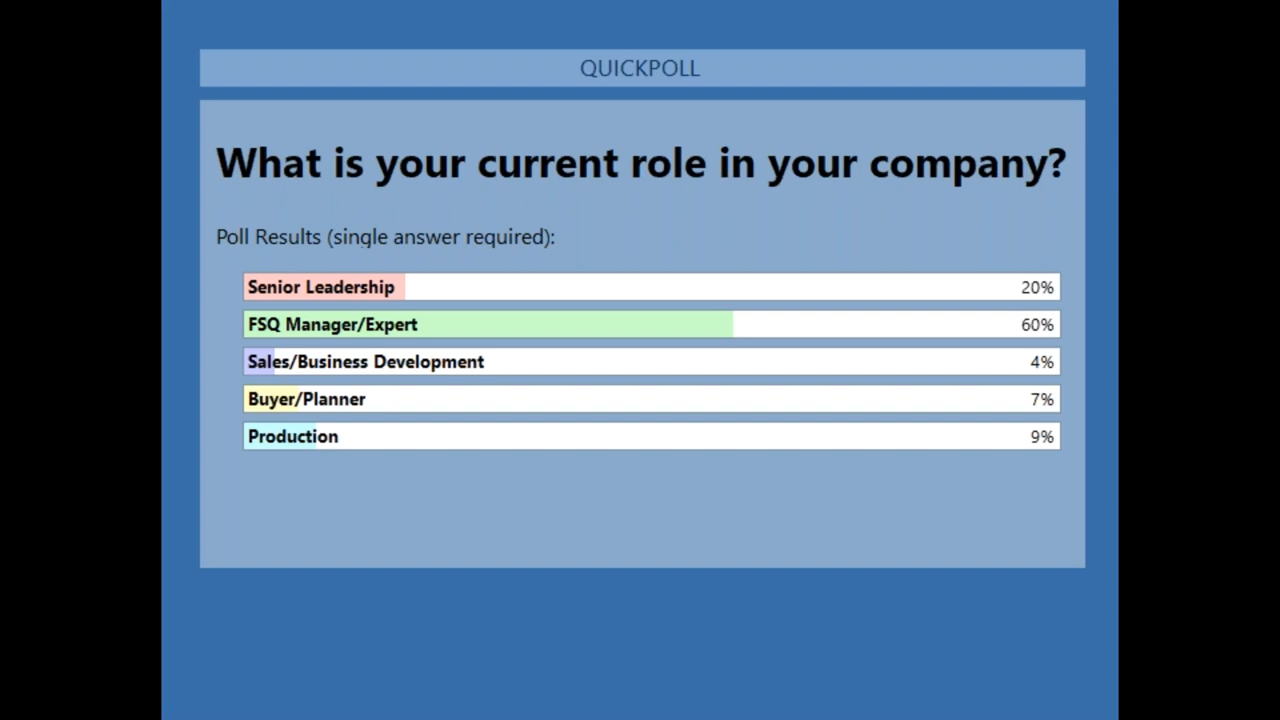 QUICKPOLL
What is your current role in your company?
Poll Results (single answer required):
Senior Leadership 20%
FSQ Manager/Expert 60%
Sales/Business Development 4%
Buyer/Planner 7%
Production 9%